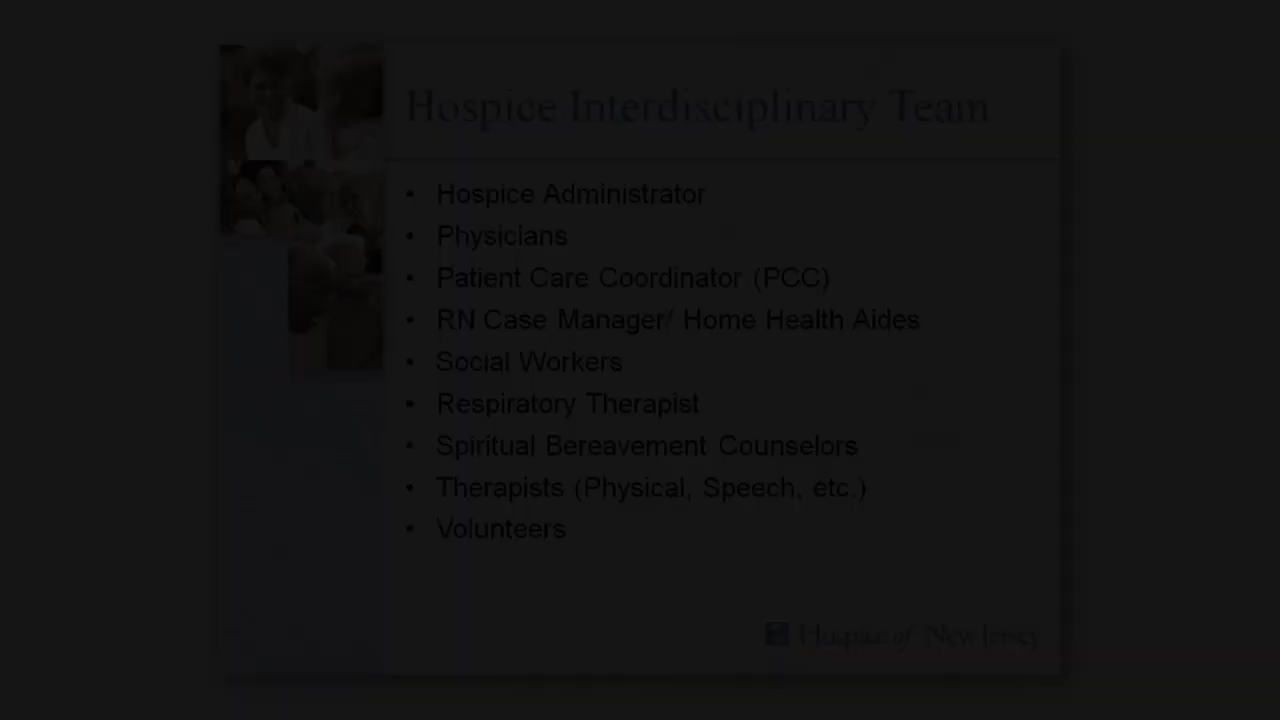 Hospice Interdisciplinary Team
• Hospice Administrator
• Physicians
• Patient Care Coordinator (PCC)
• RN Case Manager/ Home Health Aides
• Social Workers
• Respiratory Therapist
• Spiritual Bereavement Counselors
• Therapists (Physical, Speech, etc.)
• Volunteers
Hospice of New Jersey